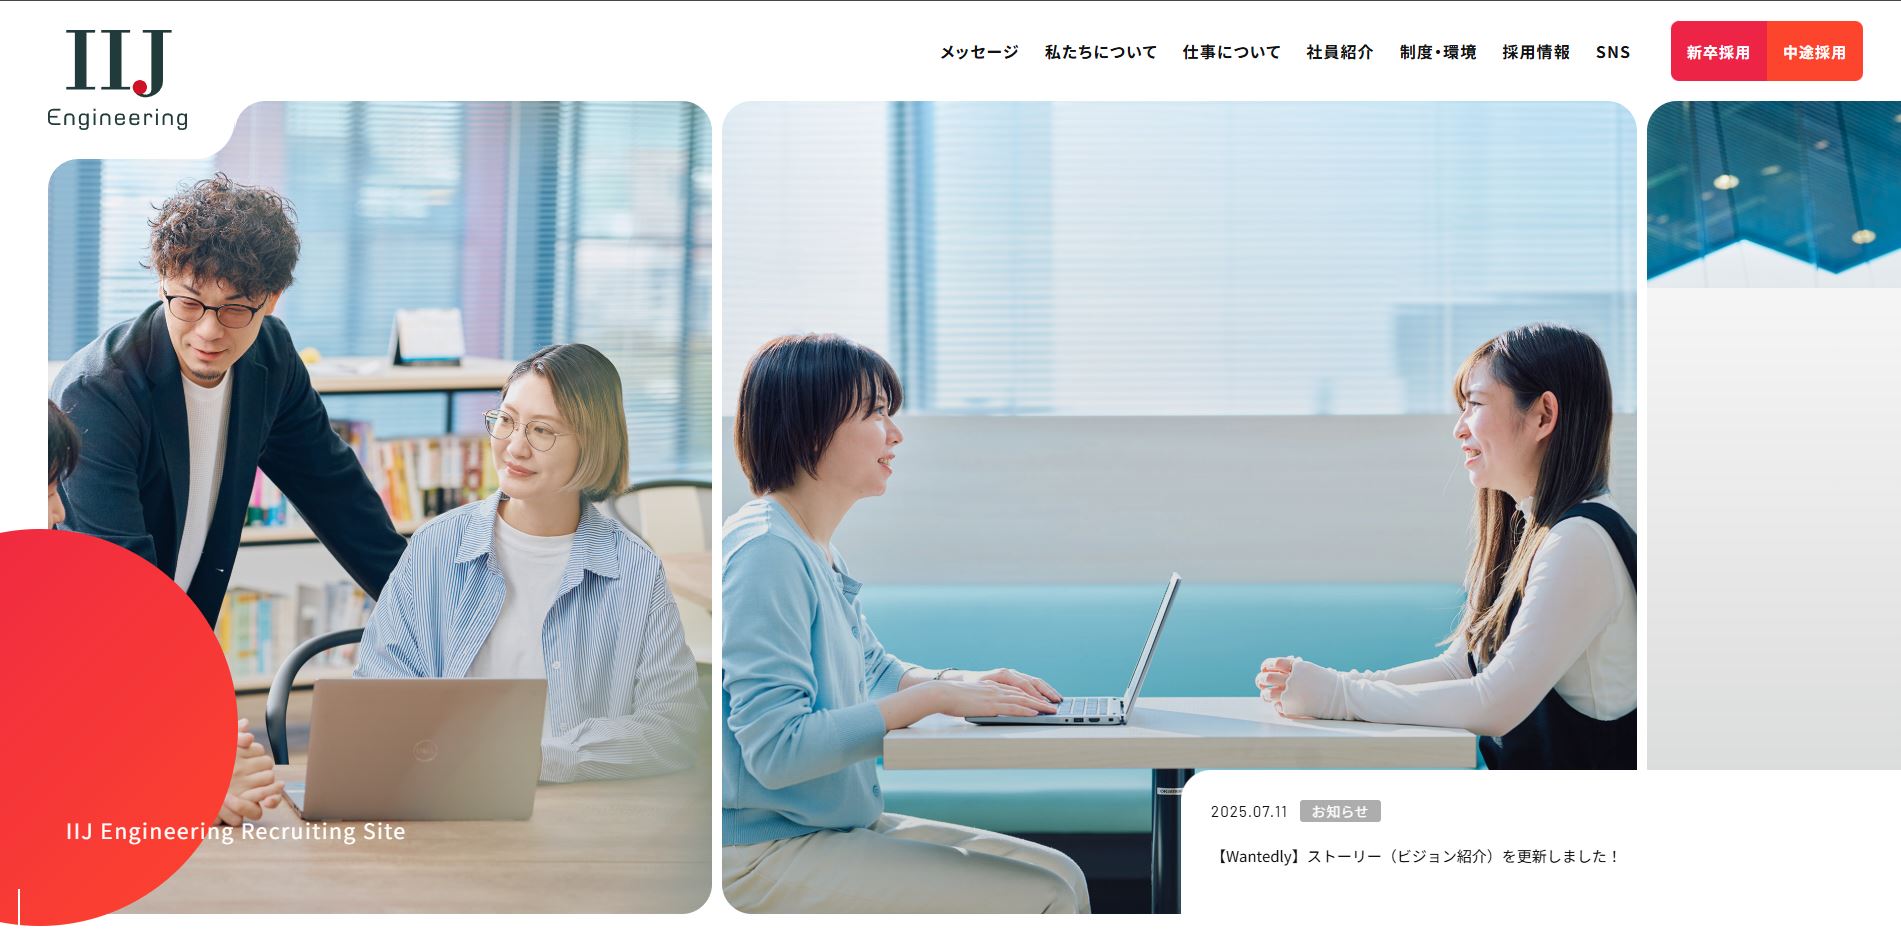 IIJ
Engineering
メッセージ 私たちについて 仕事について 社員紹介 制度・環境 採用情報 SNS 新卒採用 中途採用
IIJ Engineering Recruiting Site
2025.07.11 お知らせ
【Wantedly】ストーリー（ビジョン紹介）を更新しました！